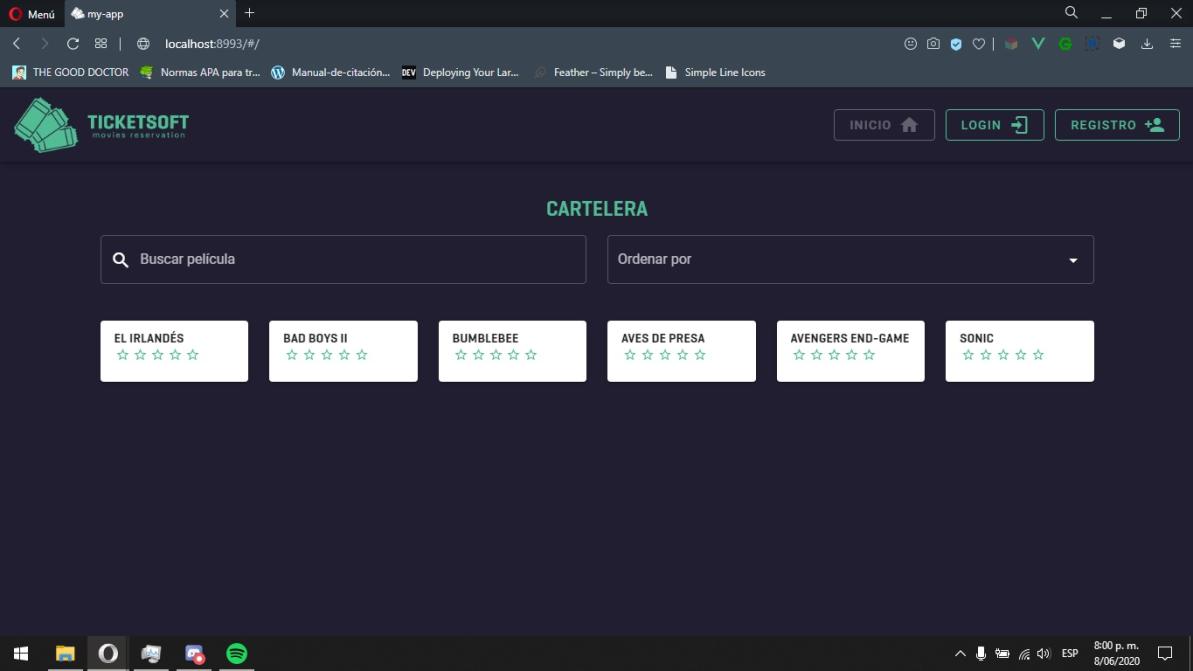 Menú
my-app
localhost:8993/#/
THE GOOD DOCTOR
Normas APA para tr...
Manual-de-citación...
DEV
Deploying Your Lar...
Feather – Simply be...
Simple Line Icons
TICKETSOFT
movies reservation
INICIO
LOGIN
REGISTRO
CARTELERA
Buscar película
Ordenar por
EL IRLANDÉS
BAD BOYS II
BUMBLEBEE
AVES DE PRESA
AVENGERS END-GAME
SONIC
ESP
8:00 p. m.
8/06/2020